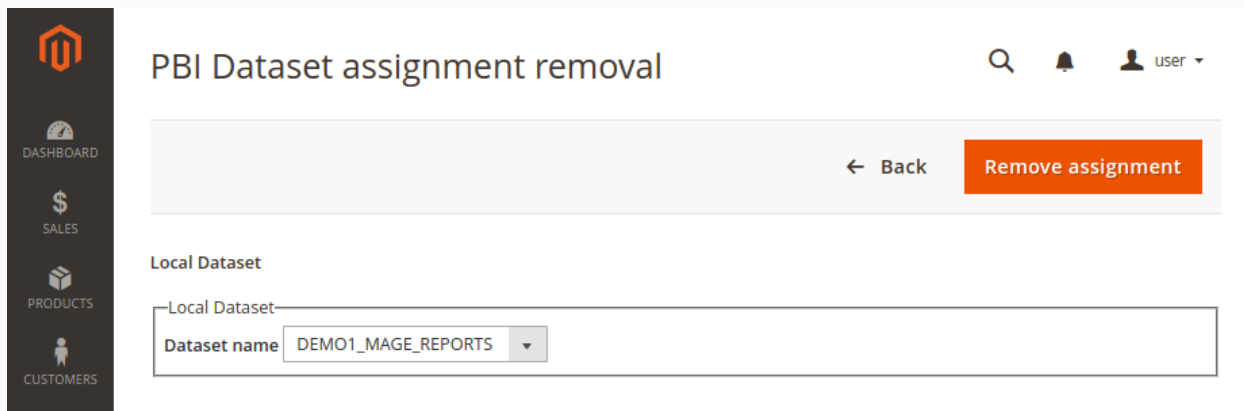 PBI Dataset assignment removal
user
DASHBOARD
Back
Remove assignment
$
SALES
Local Dataset
PRODUCTS
Local Dataset
Dataset name DEMO1_MAGE_REPORTS
CUSTOMERS